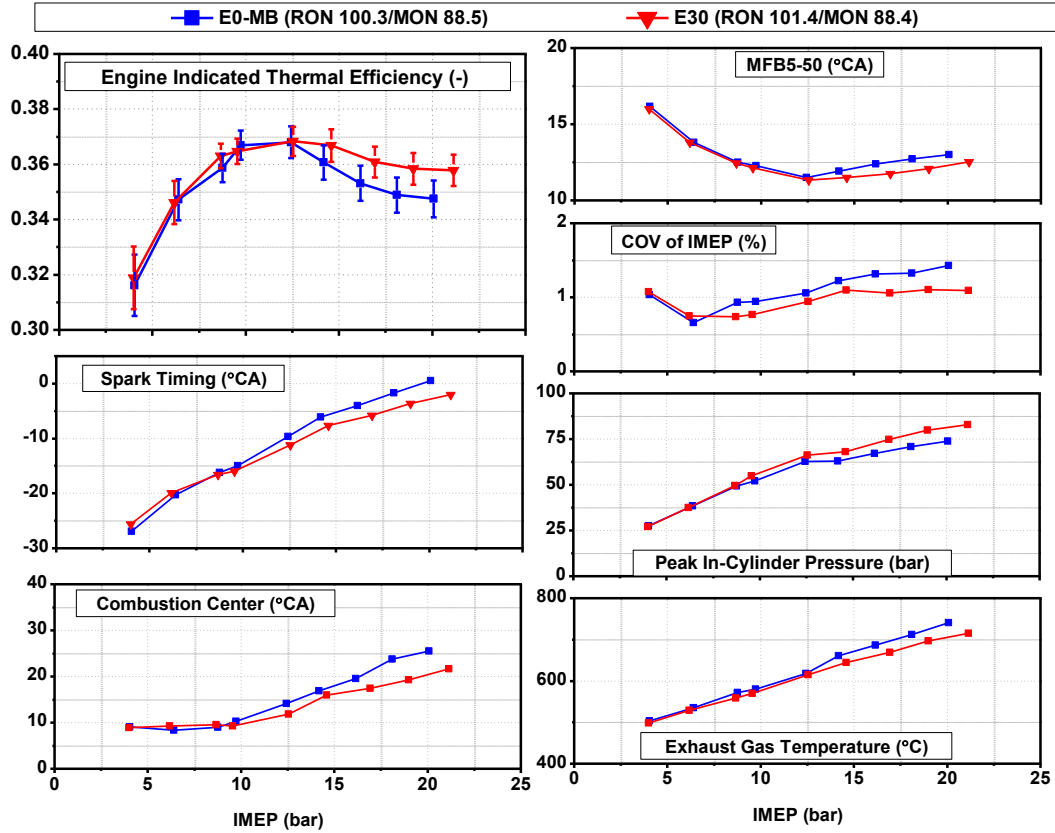 E0-MB (RON 100.3/MON 88.5) E30 (RON 101.4/MON 88.4)
Engine Indicated Thermal Efficiency (-)
0.40
0.38
0.36
0.34
0.32
0.30
Spark Timing (°CA)
0
-10
-20
-30
Combustion Center (°CA)
40
30
20
10
0
0 5 10 15 20 25
IMEP (bar)
MFB5-50 (°CA)
20
15
10
COV of IMEP (%)
2
1
0
100
75
50
25
0
Peak In-Cylinder Pressure (bar)
800
600
400
Exhaust Gas Temperature (°C)
0 5 10 15 20 25
IMEP (bar)